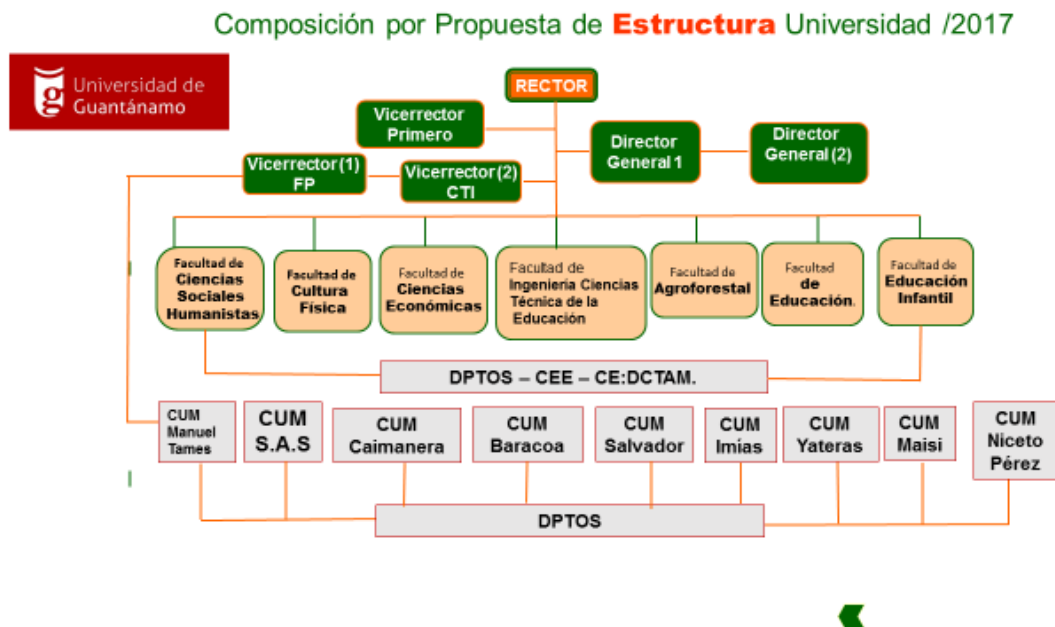 Composición por Propuesta de Estructura Universidad /2017
Universidad de
Guantánamo
RECTOR
Vicerrector
Primero
Director
General 1
Director
General (2)
Vicerrector (1)
FP
Vicerrector (2)
CTI
Facultad de
Ciencias
Sociales
Humanistas
Facultad de
Cultura
Física
Facultad de
Ciencias
Económicas
Facultad de
Ingeniería Ciencias
Técnica de la
Educación
Facultad de
Agroforestal
Facultad
de
Educación.
Facultad de
Educación
Infantil
DPTOS – CEE – CE:DCTAM.
CUM
Manuel
Tames
CUM
S.A.S
CUM
Caimanera
CUM
Baracoa
CUM
Salvador
CUM
Imías
CUM
Yateras
CUM
Maisi
CUM
Niceto
Pérez
DPTOS